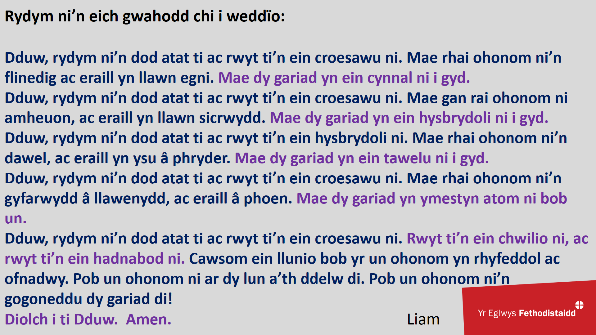 Rydym ni’n eich gwahodd chi i weddïo:
Dduw, rydym ni’n dod atat ti ac rwyt ti’n ein croesawu ni. Mae rhai ohonom ni’n
flinedig ac eraill yn llawn egni. Mae dy gariad yn ein cynnal ni i gyd.
Dduw, rydym ni’n dod atat ti ac rwyt ti’n ein croesawu ni. Mae gan rai ohonom ni
amheuon, ac eraill yn llawn sicrwydd. Mae dy gariad yn ein hysbrydoli ni i gyd.
Dduw, rydym ni’n dod atat ti ac rwyt ti’n ein hysbrydoli ni. Mae rhai ohonom ni’n
dawel, ac eraill yn ysu â phryder. Mae dy gariad yn ein tawelu ni i gyd.
Dduw, rydym ni’n dod atat ti ac rwyt ti’n ein croesawu ni. Mae rhai ohonom ni’n
gyfarwydd â llawenydd, ac eraill â phoen. Mae dy gariad yn ymestyn atom ni bob
un.
Dduw, rydym ni’n dod atat ti ac rwyt ti’n ein croesawu ni. Rwyt ti’n ein chwilio ni, ac
rwyt ti’n ein hadnabod ni. Cawsom ein llunio bob yr un ohonom yn rhyfeddol ac
ofnadwy. Pob un ohonom ni ar dy lun a’th ddelw di. Pob un ohonom ni’n
gogoneddu dy gariad di!
Diolch i ti Dduw. Amen.
Liam
Yr Eglwys Fethodistaidd